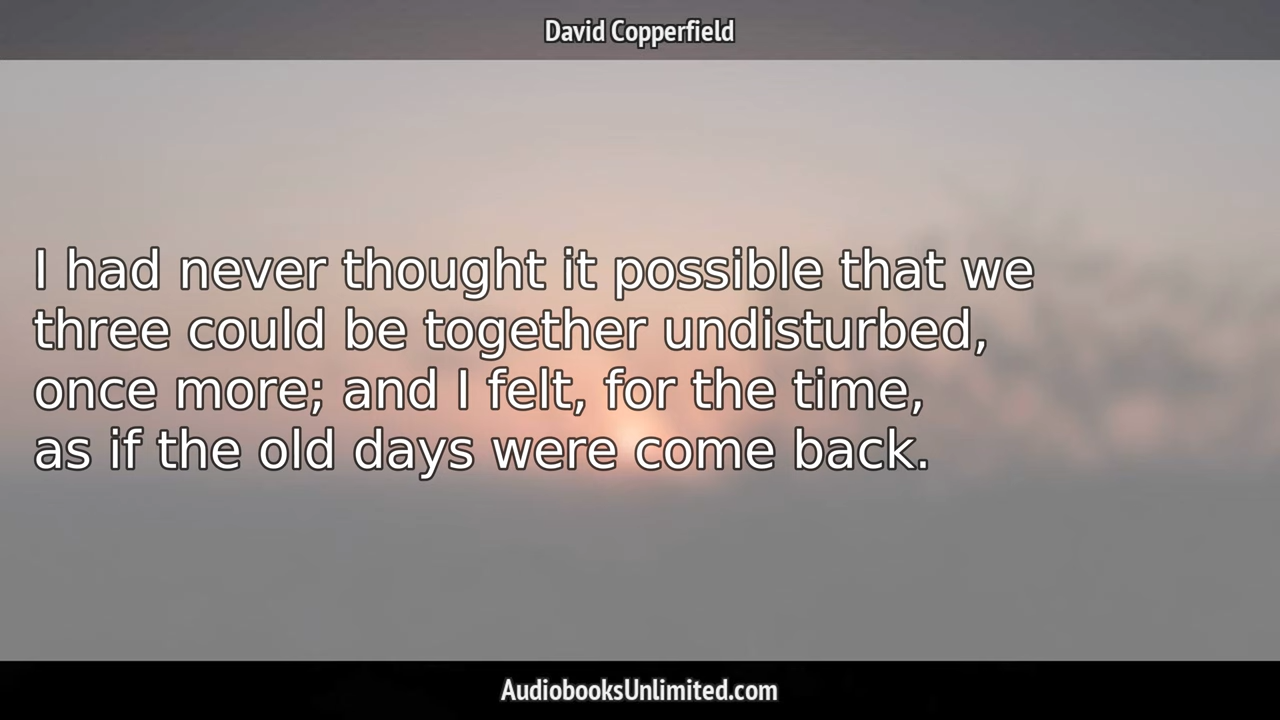 David Copperfield
I had never thought it possible that we
three could be together undisturbed,
once more; and I felt, for the time,
as if the old days were come back.
AudiobooksUnlimited.com